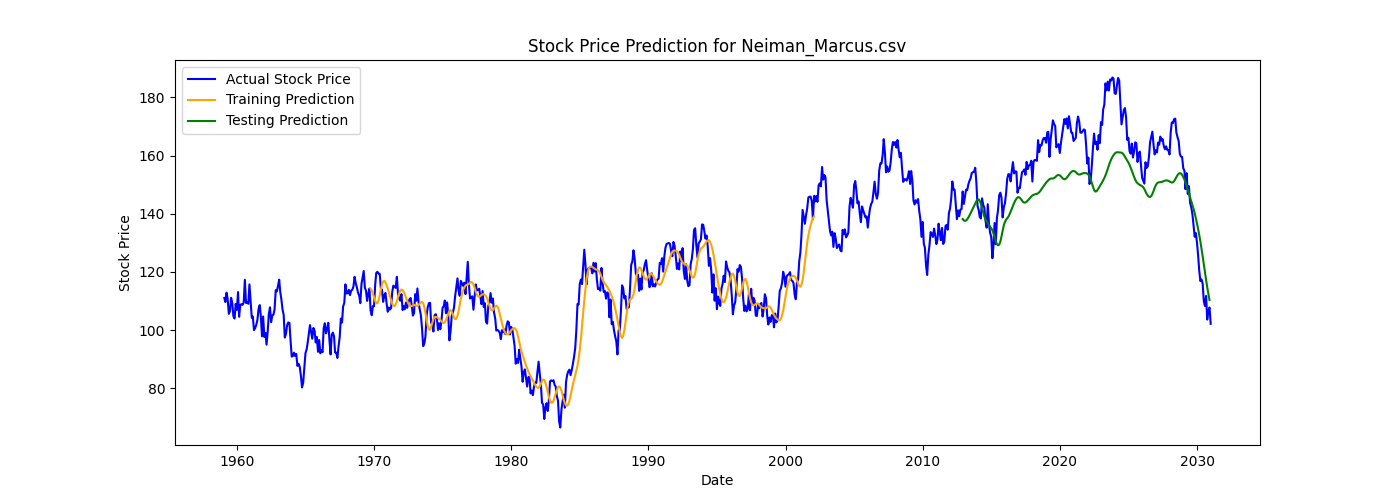 Stock Price Prediction for Neiman_Marcus.csv
Actual Stock Price
Training Prediction
Testing Prediction
Stock Price
180
160
140
120
100
80
1960 1970 1980 1990 2000 2010 2020 2030
Date